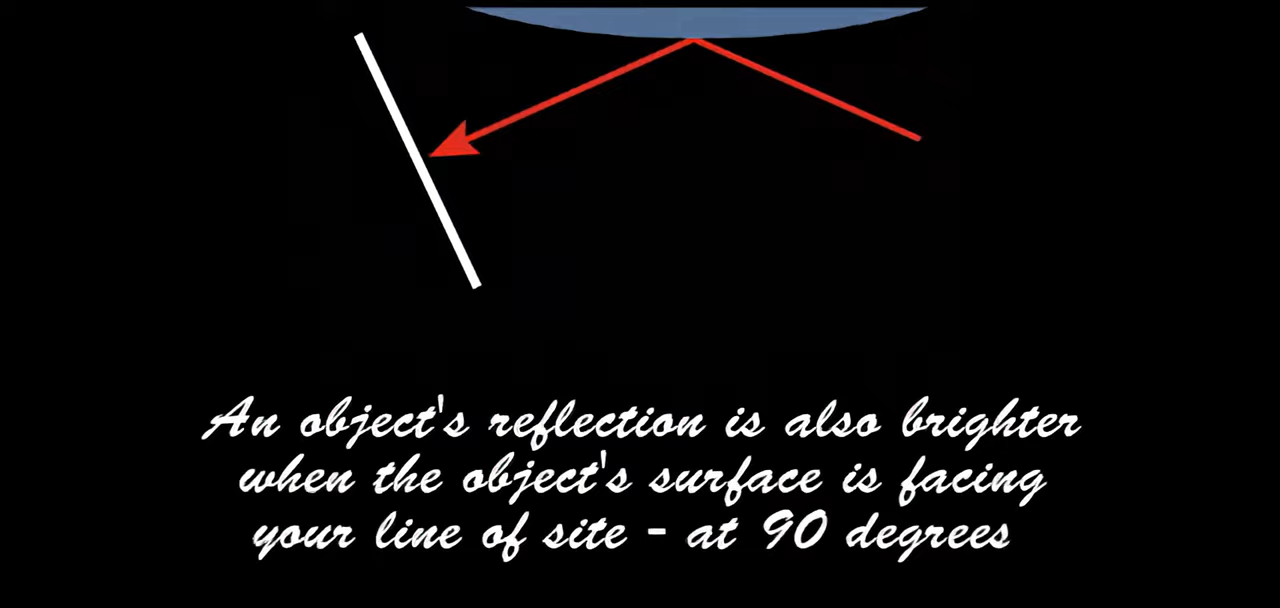 An object's reflection is also brighter
when the object's surface is facing
your line of site - at 90 degrees